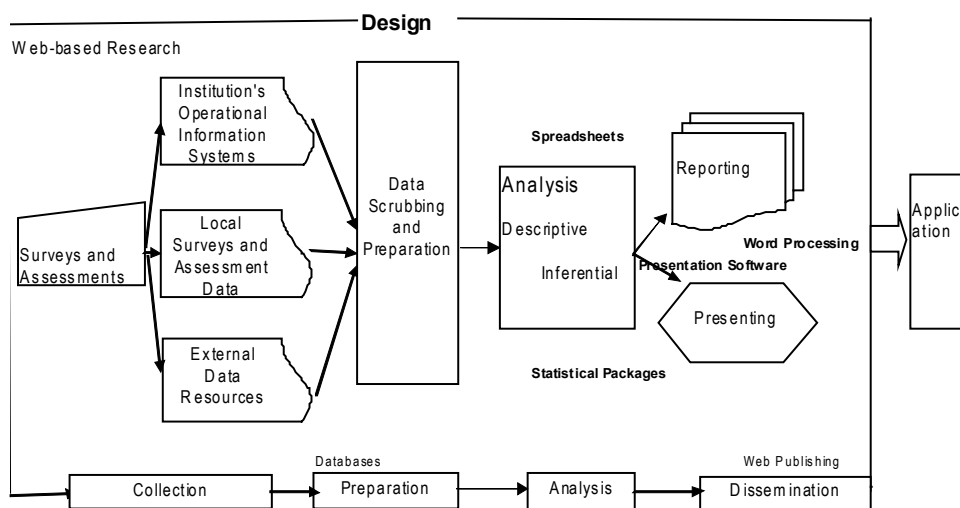 Design
Web-based Research
Institution's
Operational
Information
Systems
Surveys and
Assessments
Local
Surveys and
Assessment
Data
External
Data
Resources
Data
Scrubbing
and
Preparation
Spreadsheets
Analysis
Descriptive
Inferential
Statistical Packages
Reporting
Word Processing
Presentation Software
Presenting
Applic
ation
Databases
Web Publishing
Collection
Preparation
Analysis
Dissemination